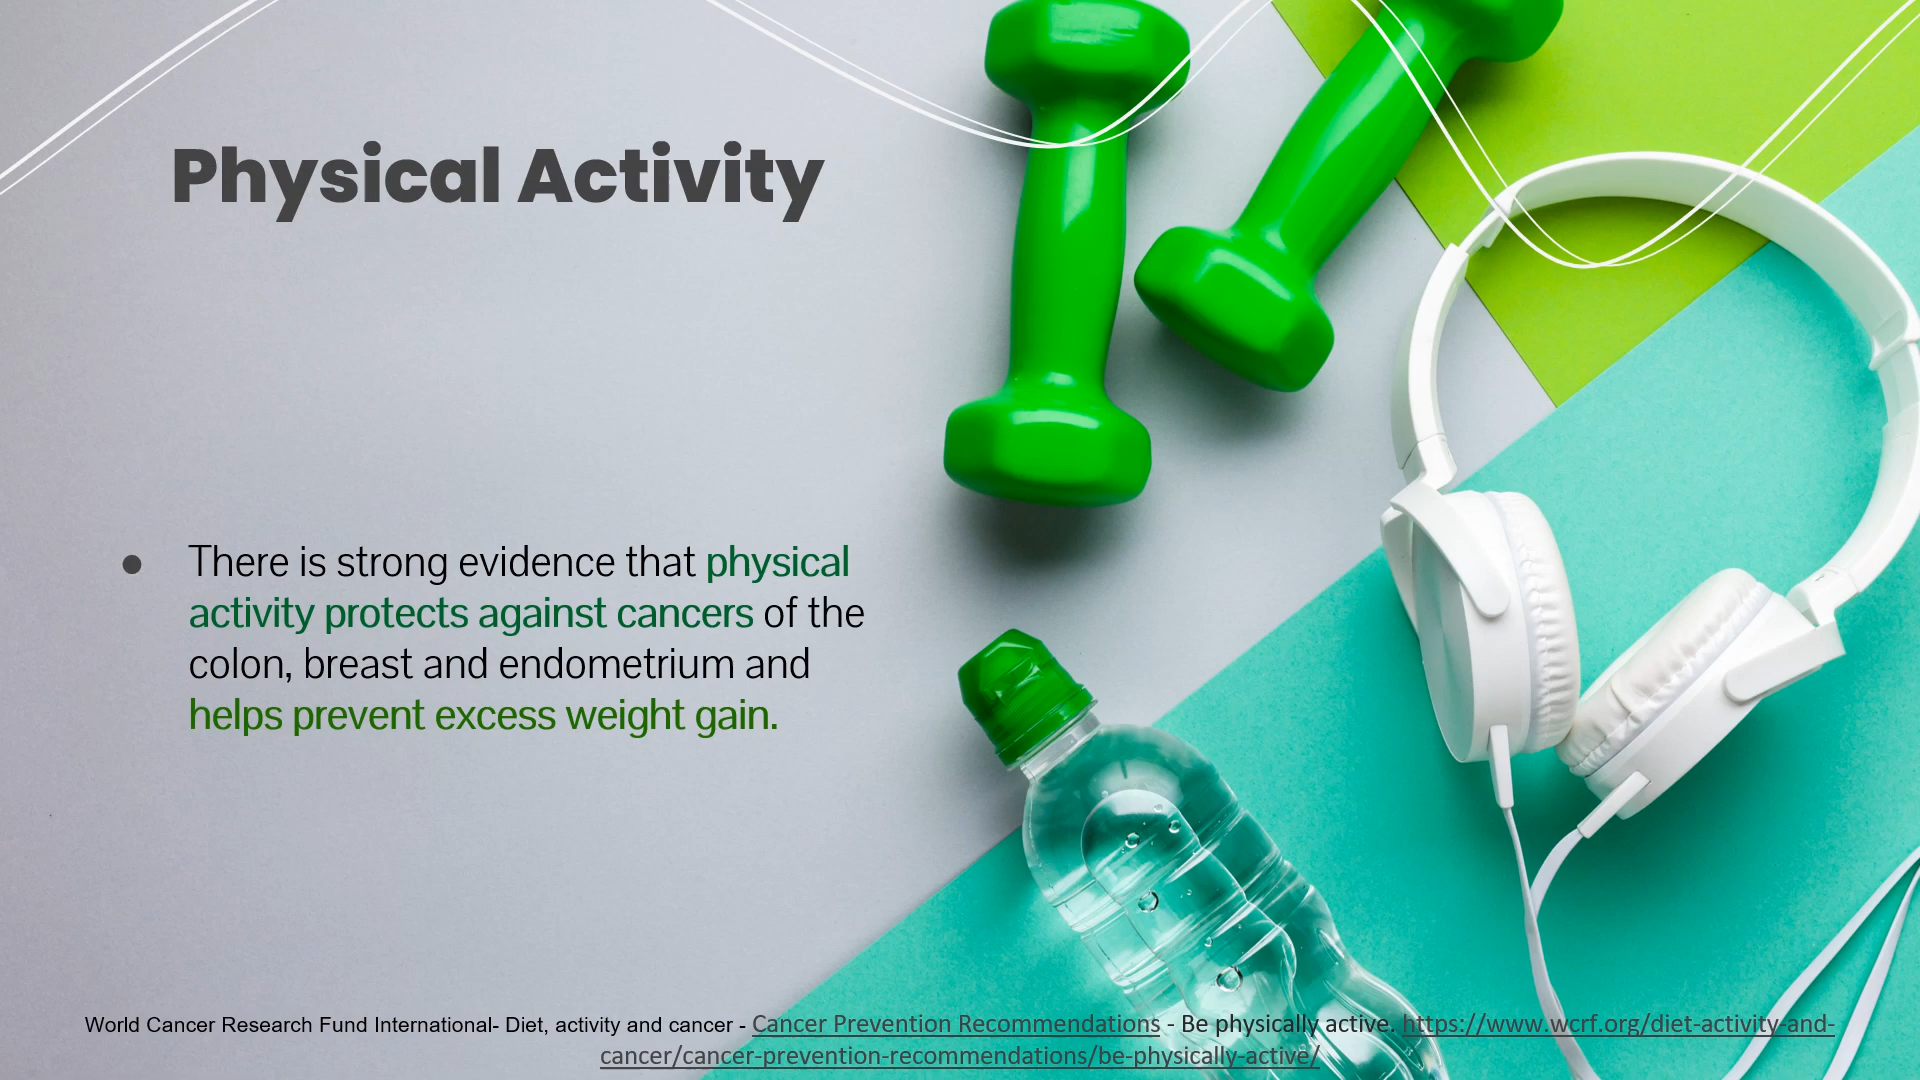 Physical Activity
● There is strong evidence that physical
activity protects against cancers of the
colon, breast and endometrium and
helps prevent excess weight gain.
World Cancer Research Fund International- Diet, activity and cancer - Cancer Prevention Recommendations - Be physically active. https://www.wcrf.org/diet-activity-and-
cancer/cancer-prevention-recommendations/be-physically-active/